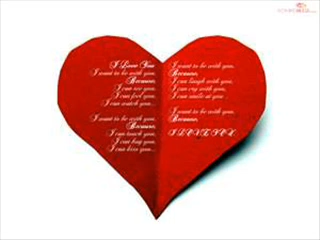 I Love You
I want to be with you,
Because,
I can see you,
I can feel you,
I can watch you...
I want to be with you,
Because,
I can touch you,
I can hug you,
I can kiss you...
I want to be with you,
Because,
I can laugh with you,
I can cry with you,
I can smile at you...
I want to be with you,
Because,
I LOVE YOU.